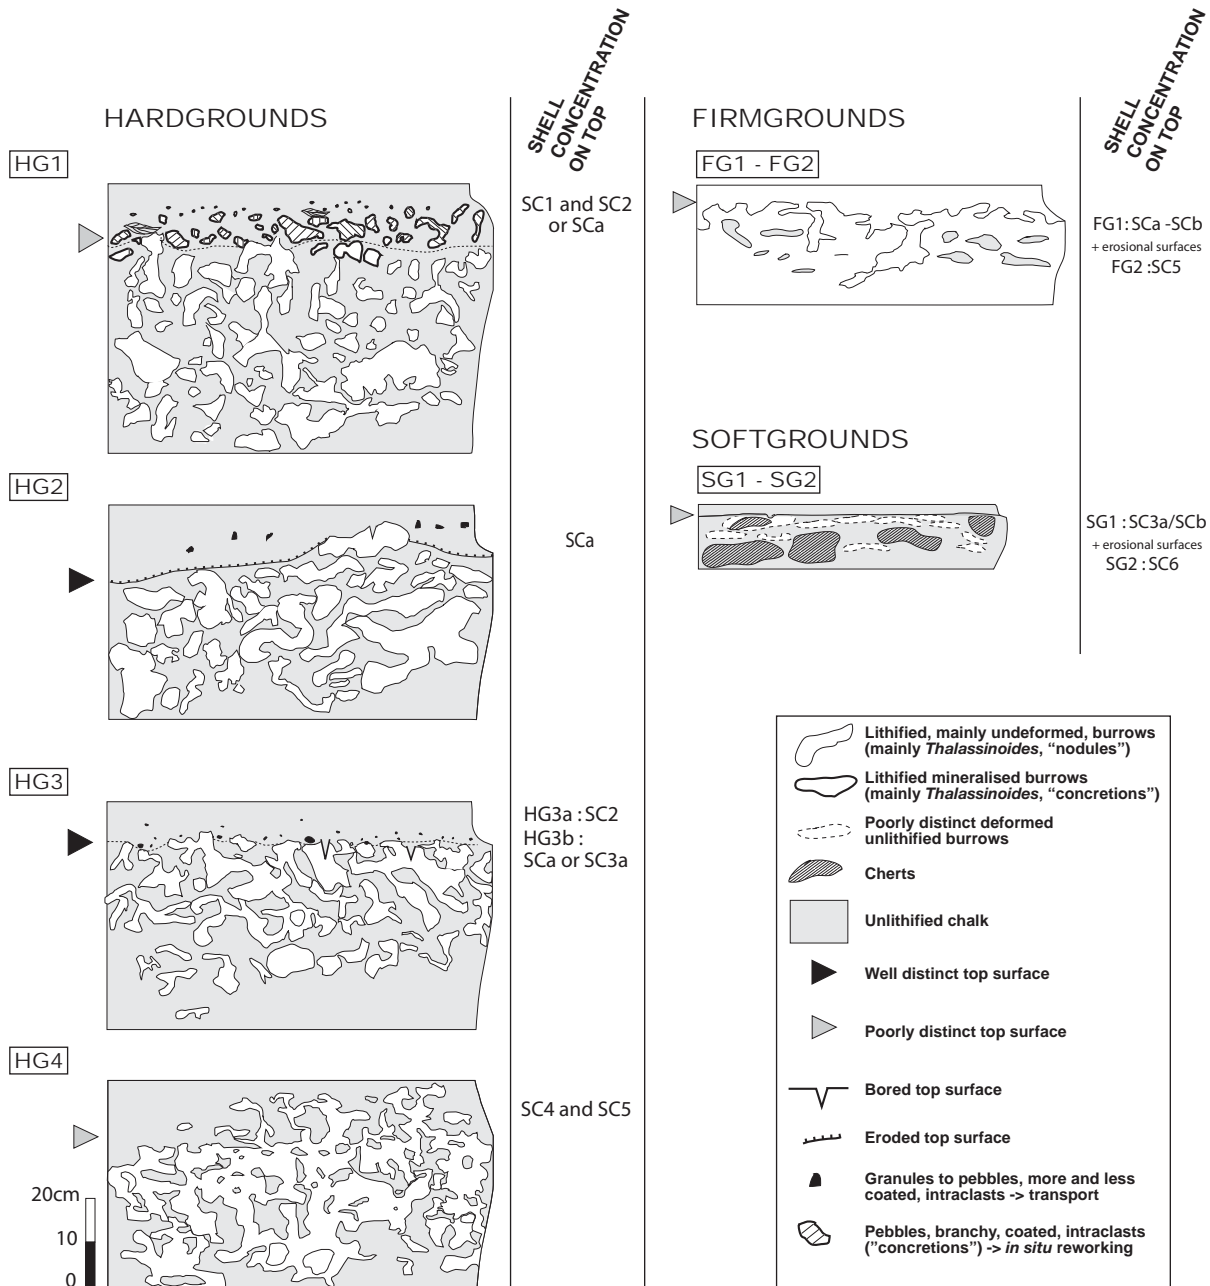 HARDGROUNDS
SHELL
CONCENTRATION
ON TOP
HG1
SC1 and SC2
or SCa
HG2
SCa
HG3
HG3a : SC2
HG3b :
SCa or SC3a
HG4
SC4 and SC5
20cm
10
0
FIRMGROUNDS
SHELL
CONCENTRATION
ON TOP
FG1 - FG2
FG1: SCa -SCb
+ erosional surfaces
FG2 :SC5
SOFTGROUNDS
SG1 - SG2
SG1 : SC3a/SCb
+ erosional surfaces
SG2 : SC6
Lithified, mainly undeformed, burrows
(mainly Thalassinoides, “nodules”)
Lithified mineralised burrows
(mainly Thalassinoides, “concretions”)
Poorly distinct deformed
unlithified burrows
Cherts
Unlithified chalk
Well distinct top surface
Poorly distinct top surface
Bored top surface
Eroded top surface
Granules to pebbles, more and less
coated, intraclasts -> transport
Pebbles, branchy, coated, intraclasts
("concretions") -> in situ reworking